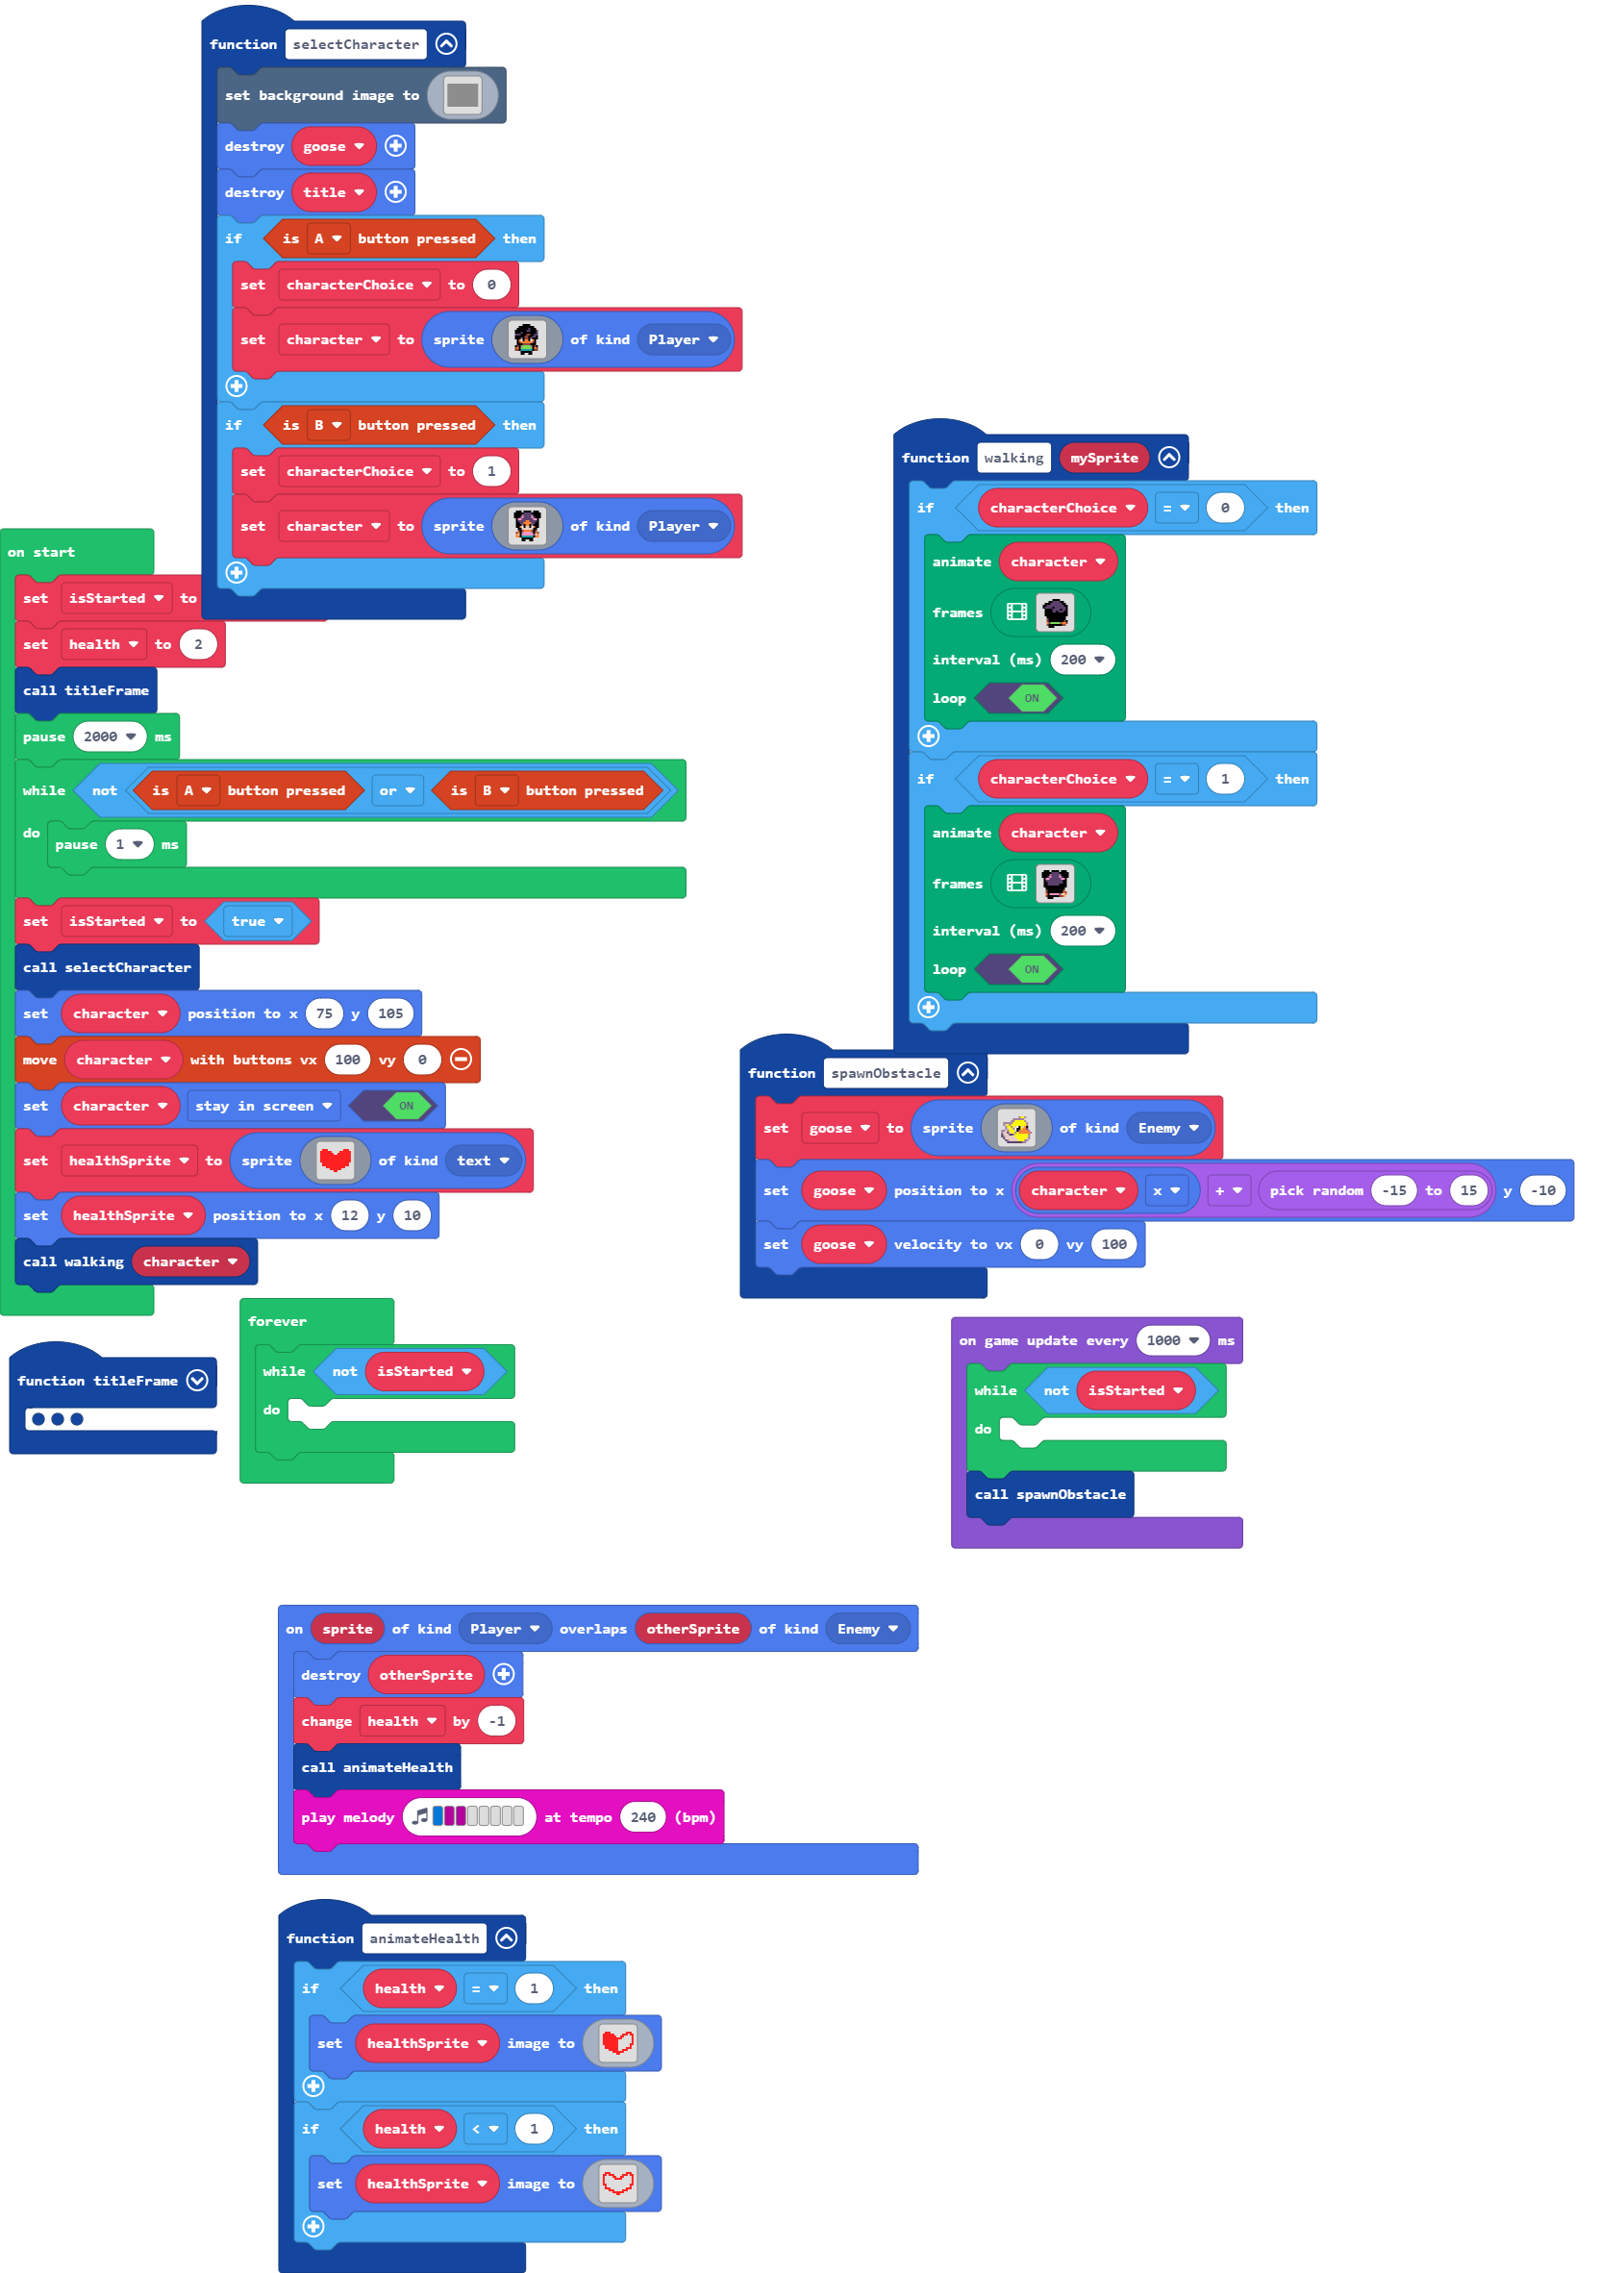 function selectCharacter
set background image to
destroy goose
destroy title
if is A button pressed then
set characterChoice to 0
set character to sprite of kind Player
if is B button pressed then
set characterChoice to 1
set character to sprite of kind Player
on start
set isStarted to
set health to 2
call titleFrame
pause 2000 ms
while not is A button pressed or is B button pressed
do
pause 1 ms
set isStarted to true
call selectCharacter
set character position to x 75 y 105
move character with buttons vx 100 vy 0
set character stay in screen ON
set healthSprite to sprite of kind text
set healthSprite position to x 12 y 10
call walking character
function walking mySprite
if characterChoice = 0 then
animate character
frames
interval (ms) 200
loop ON
if characterChoice = 1 then
animate character
frames
interval (ms) 200
loop ON
function spawnObstacle
set goose to sprite of kind Enemy
set goose position to x character x + pick random -15 to 15 y -10
set goose velocity to vx 0 vy 100
function titleFrame
forever
while not isStarted
do
on game update every 1000 ms
while not isStarted
do
call spawnObstacle
on sprite of kind Player overlaps otherSprite of kind Enemy
destroy otherSprite
change health by -1
call animateHealth
play melody at tempo 240 (bpm)
function animateHealth
if health = 1 then
set healthSprite image to
if health < 1 then
set healthSprite image to